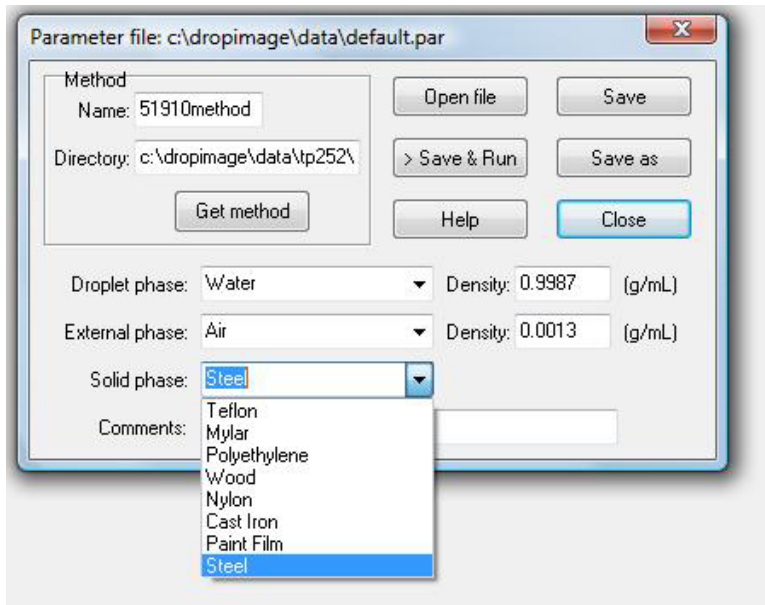 Parameter file: c:\dropimage\data\default.par
Method
Name: 51910method
Directory: c:\dropimage\data\tp252\
Get method
Open file
Save
> Save & Run
Save as
Help
Close
Droplet phase: Water Density: 0.9987 (g/mL)
External phase: Air Density: 0.0013 (g/mL)
Solid phase: Steel
Comments:
Teflon
Mylar
Polyethylene
Wood
Nylon
Cast Iron
Paint Film
Steel